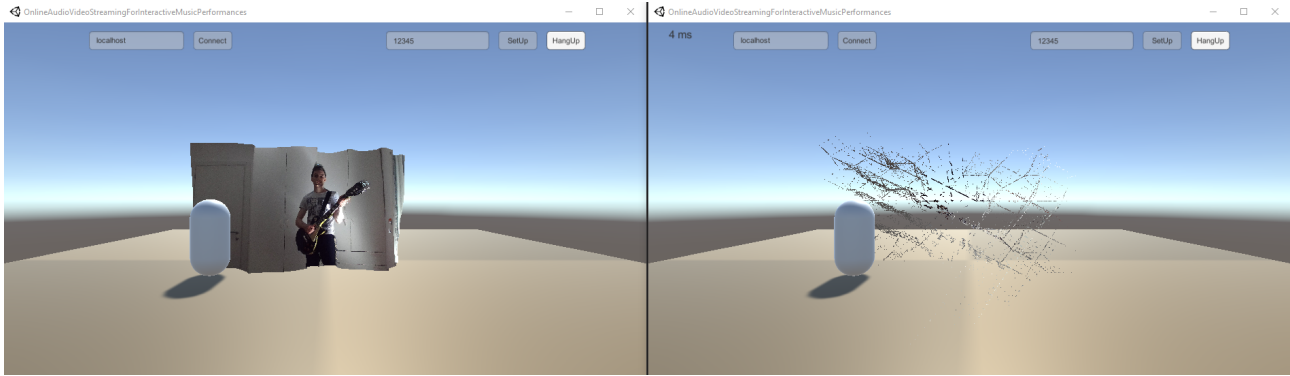 OnlineAudioVideoStreamingForInteractiveMusicPerformances
localhost Connect 12345 SetUp HangUp
OnlineAudioVideoStreamingForInteractiveMusicPerformances
4 ms localhost Connect 12345 SetUp HangUp